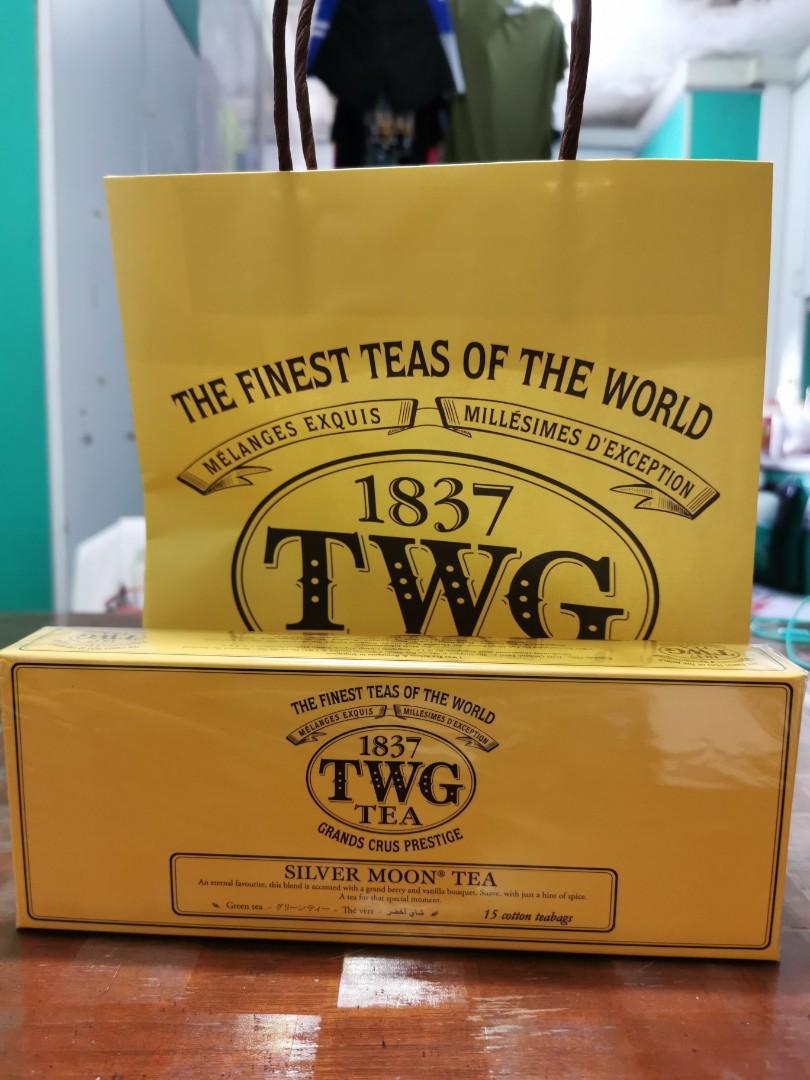 THE FINEST TEAS OF THE WORLD
MÉLANGES EXQUIS MILLÉSIMES D'EXCEPTION
1837
TWG
TWG
THE FINEST TEAS OF THE WORLD
MÉLANGES EXQUIS MILLÉSIMES D'EXCEPTION
1837
TWG
TEA
GRANDS CRUS PRESTIGE
SILVER MOON® TEA
An eternal favourite, this blend is accented with a grand berry and vanilla bouquet. Suave, with just a hint of spice.
A tea for that special moment.
Green tea - グリーンティー - Thé vert - شاي أخضر
15 cotton teabags